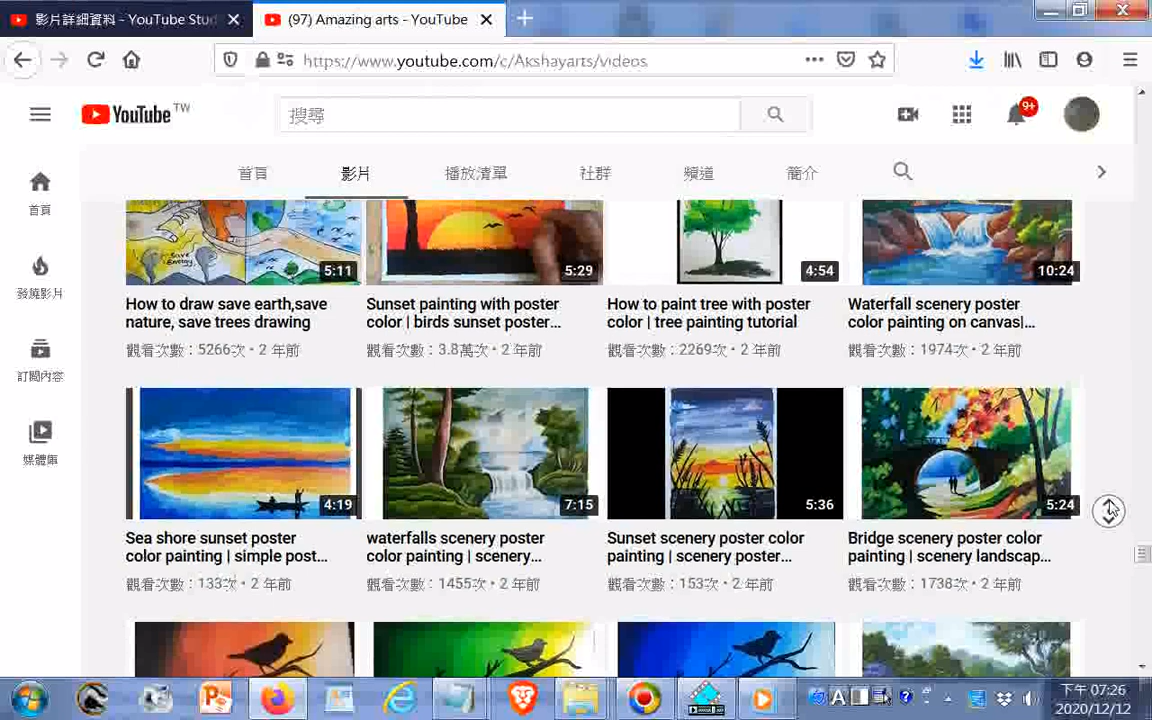 影片詳細資料 - YouTube Stud
(97) Amazing arts - YouTube
https://www.youtube.com/c/Akshayarts/videos
YouTube TW
搜尋
9+
首頁 影片 播放清單 社群 頻道 簡介
首頁
發燒影片
訂閱內容
媒體庫
Save Energy
5:11
5:29
4:54
10:24
How to draw save earth,save
nature, save trees drawing
觀看次數：5266次 • 2 年前
Sunset painting with poster
color | birds sunset poster...
觀看次數：3.8萬次 • 2 年前
How to paint tree with poster
color | tree painting tutorial
觀看次數：2269次 • 2 年前
Waterfall scenery poster
color painting on canvas|...
觀看次數：1974次 • 2 年前
4:19
7:15
5:36
5:24
Sea shore sunset poster
color painting | simple post...
觀看次數：133次 • 2 年前
waterfalls scenery poster
color painting | scenery...
觀看次數：1455次 • 2 年前
Sunset scenery poster color
painting | scenery poster...
觀看次數：153次 • 2 年前
Bridge scenery poster color
painting | scenery landscap...
觀看次數：1738次 • 2 年前
A
下午 07:26
2020/12/12